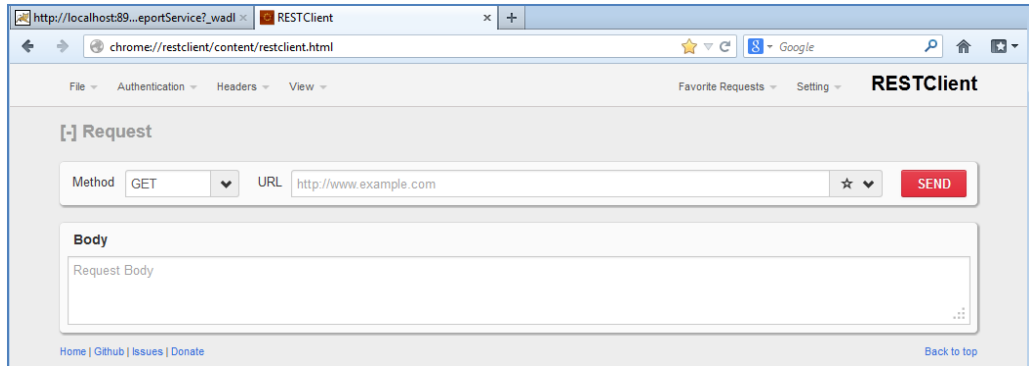 http://localhost:89...eportService?_wadl × RESTClient × +
chrome://restclient/content/restclient.html 8 Google
File Authentication Headers View Favorite Requests Setting RESTClient
[-] Request
Method GET URL http://www.example.com SEND
Body
Request Body
Home | Github | Issues | Donate Back to top